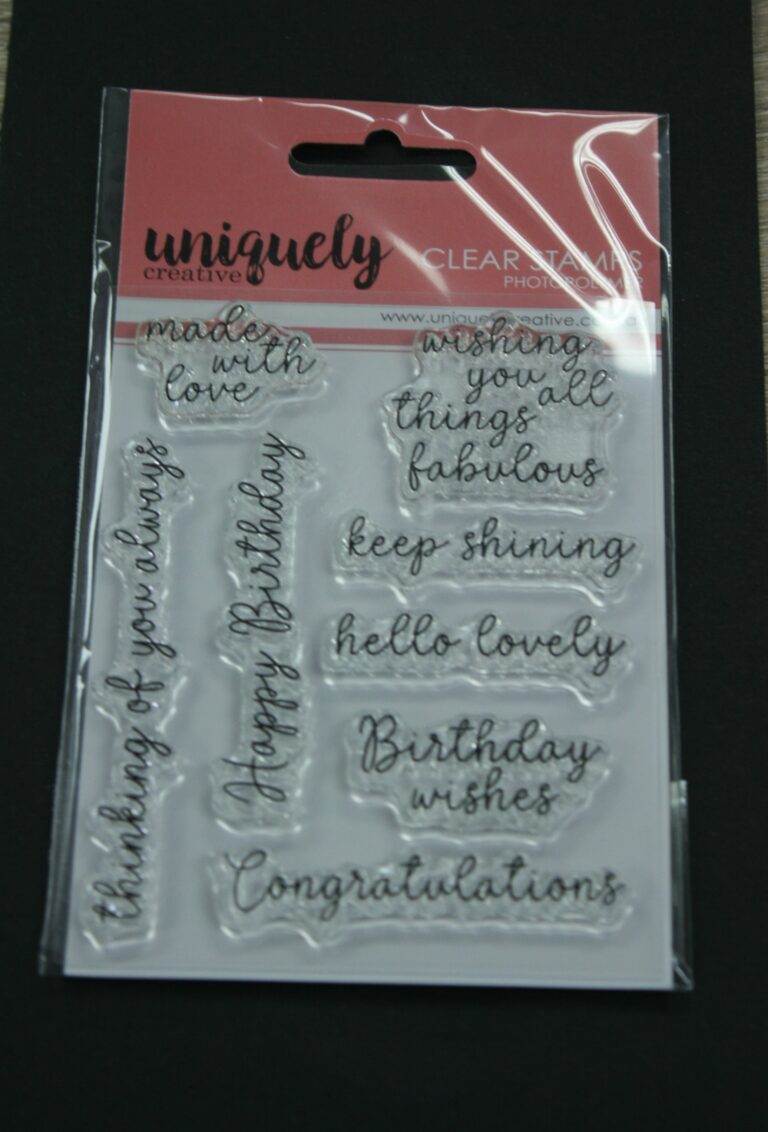 uniquely
creative
CLEAR STAMPS
PHOTOPOLYMER
made
with
love
wishing
you all
things
fabulous
thinking of you always
Happy Birthday
keep shining
hello lovely
Birthday
wishes
Congratulations